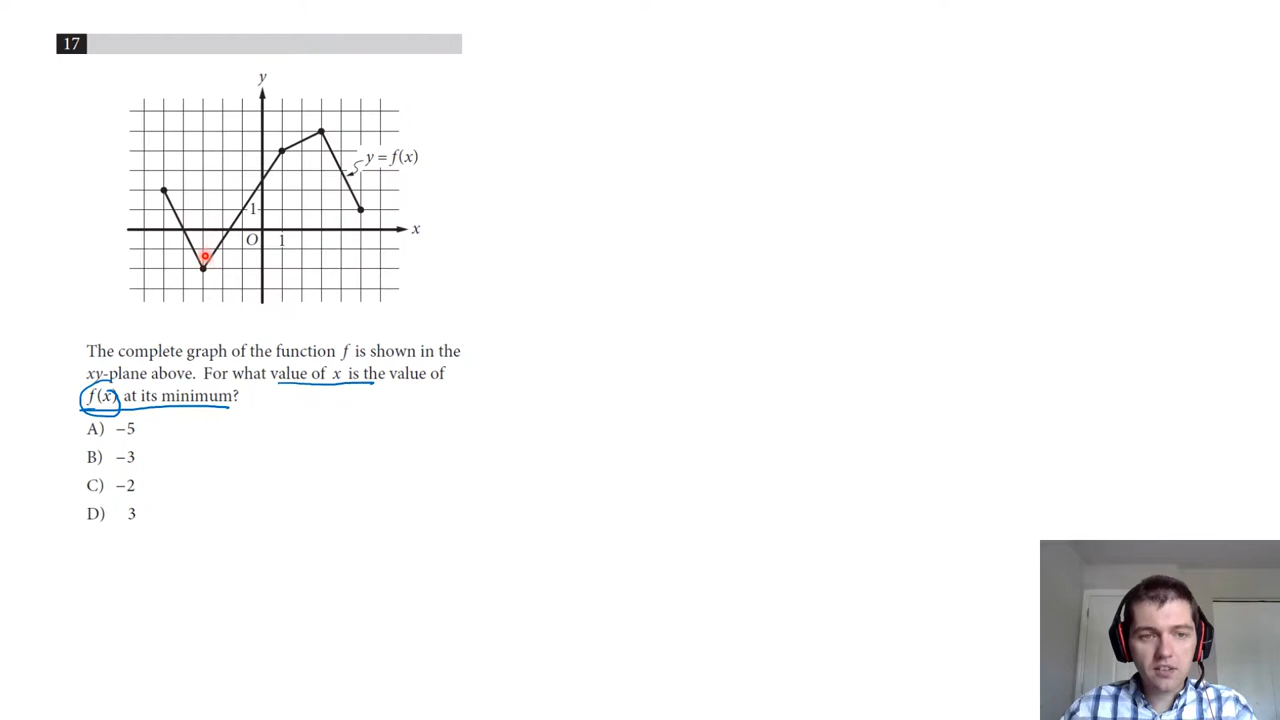 17
y
y = f(x)
1
x
O
1
The complete graph of the function f is shown in the
xy-plane above. For what value of x is the value of
f(x) at its minimum?
A) −5
B) −3
C) −2
D) 3